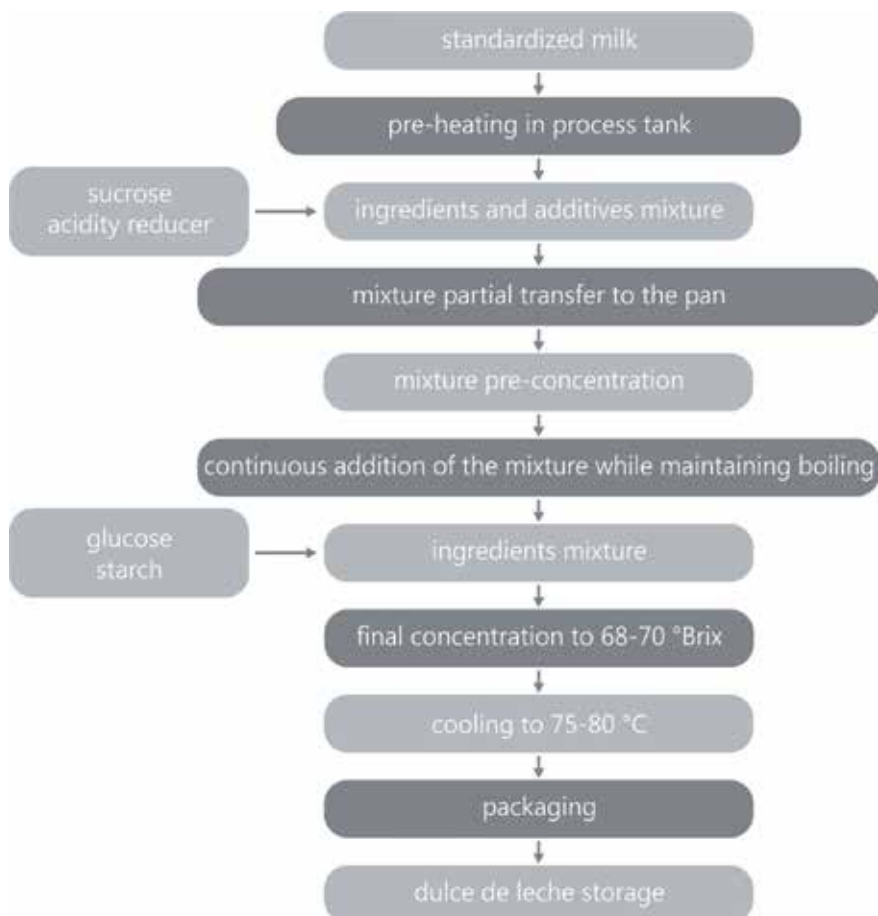 standardized milk
pre-heating in process tank
sucrose
acidity reducer
ingredients and additives mixture
mixture partial transfer to the pan
mixture pre-concentration
continuous addition of the mixture while maintaining boiling
glucose
starch
ingredients mixture
final concentration to 68-70 °Brix
cooling to 75-80 °C
packaging
dulce de leche storage